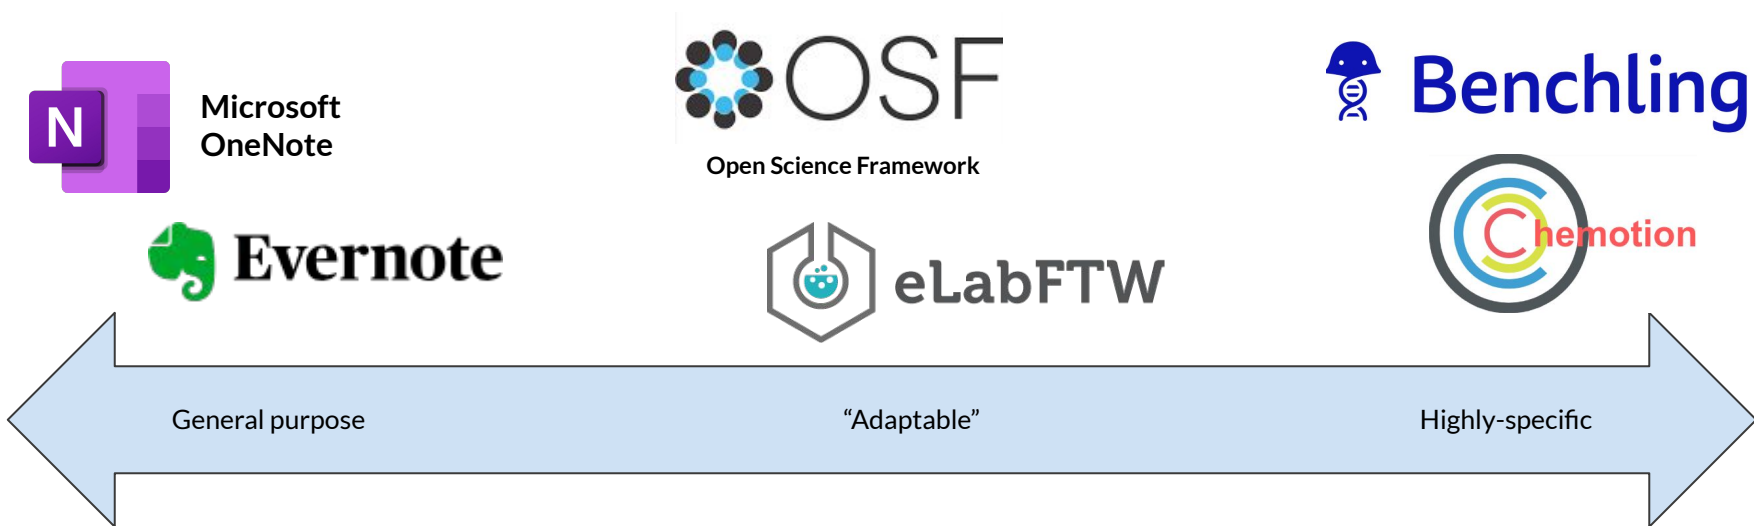 N
Microsoft
OneNote
Evernote
OSF
Open Science Framework
eLabFTW
Benchling
Chemotion
General purpose
“Adaptable”
Highly-specific